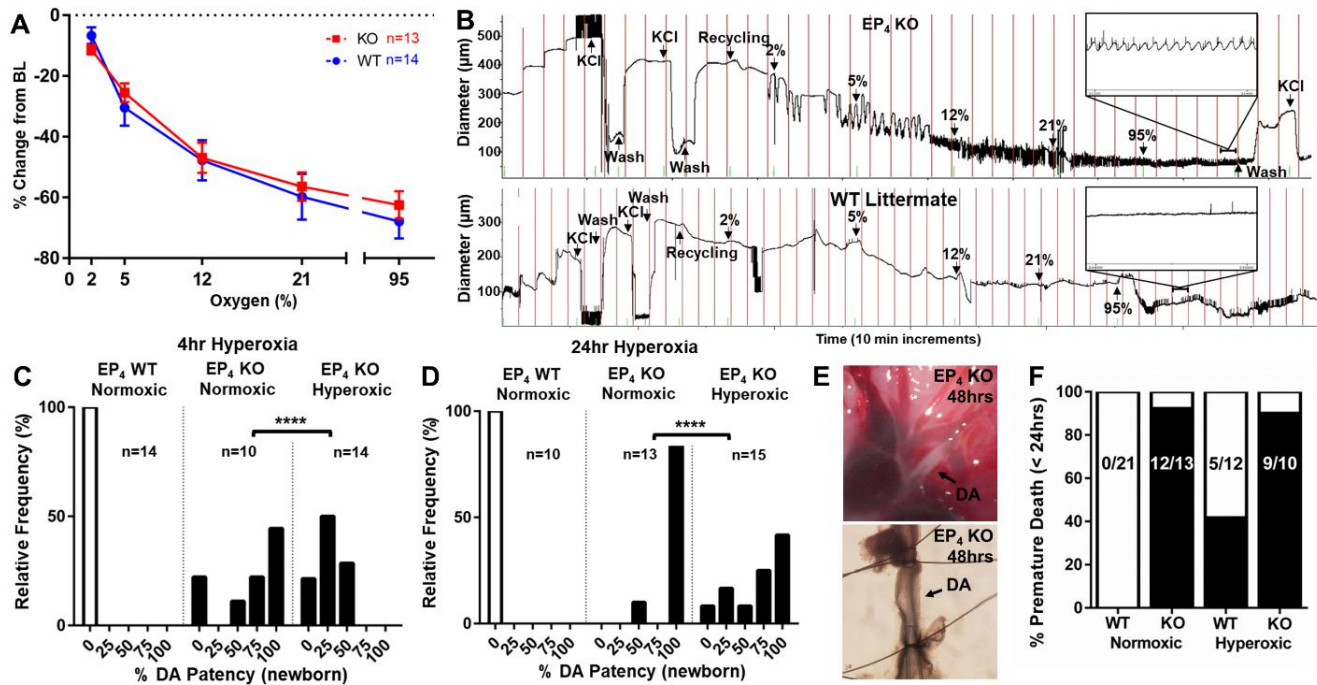 A
0
-20
-40
-60
-80
% Change from BL
KO n=13
WT n=14
0 2 5 12 21 95
Oxygen (%)
B
EP4 KO
Diameter (µm)
500
400
300
200
100
KCl
Wash
KCl
Wash
Recycling
2%
5%
12%
21%
95%
Wash
KCl
WT Littermate
Diameter (µm)
300
200
100
KCl
Wash
KCl
Wash
Recycling
2%
5%
12%
21%
95%
Time (10 min increments)
4hr Hyperoxia
C
EP4 WT Normoxic
EP4 KO Normoxic
EP4 KO Hyperoxic
Relative Frequency (%)
100
50
0
n=14
n=10
****
n=14
0 25 50 75 100 0 25 50 75 100 0 25 50 75 100
% DA Patency (newborn)
24hr Hyperoxia
D
EP4 WT Normoxic
EP4 KO Normoxic
EP4 KO Hyperoxic
Relative Frequency (%)
100
50
0
n=10
n=13
****
n=15
0 25 50 75 100 0 25 50 75 100 0 25 50 75 100
% DA Patency (newborn)
E
EP4 KO
48hrs
DA
EP4 KO
48hrs
DA
F
% Premature Death (< 24hrs)
100
80
60
40
20
0
0/21 12/13 5/12 9/10
WT KO WT KO
Normoxic Hyperoxic